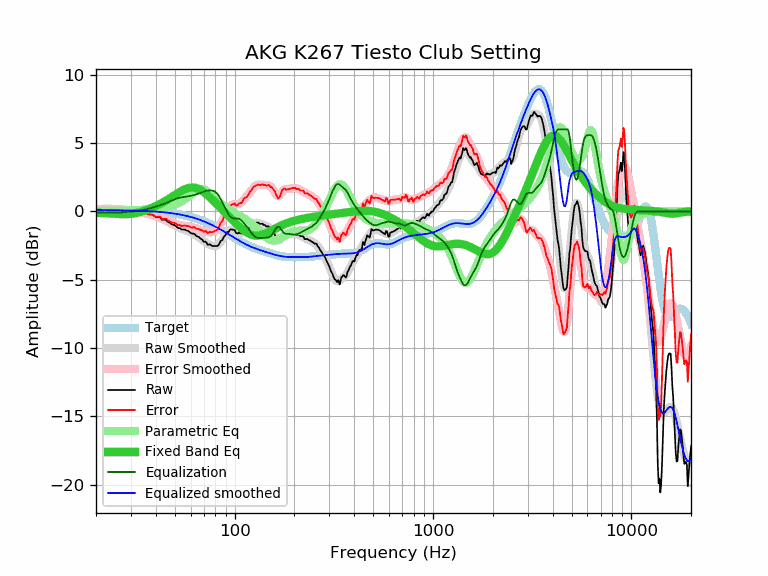 AKG K267 Tiesto Club Setting
10
5
0
−5
−10
−15
−20
Amplitude (dBr)
Target
Raw Smoothed
Error Smoothed
Raw
Error
Parametric Eq
Fixed Band Eq
Equalization
Equalized smoothed
100
1000
10000
Frequency (Hz)